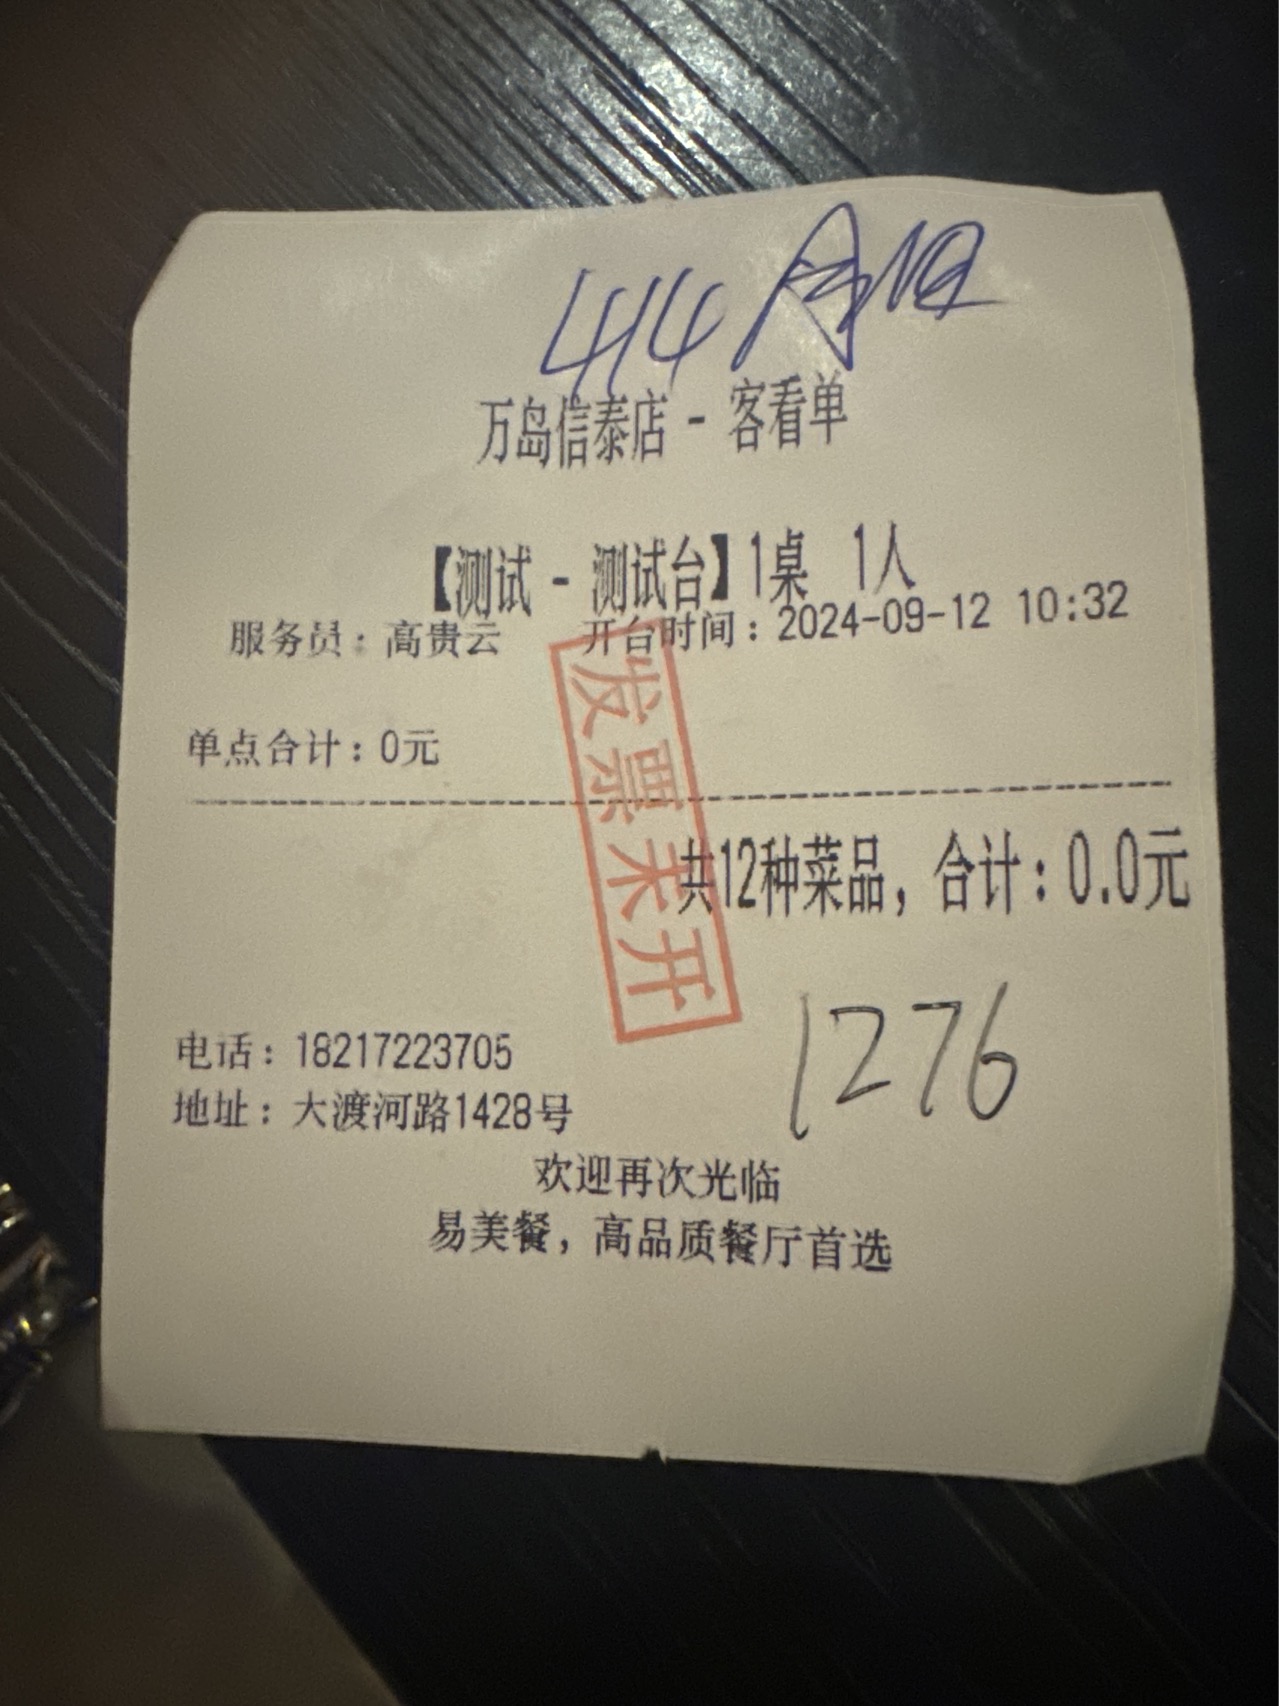 414
万岛信泰店 - 客看单
【测试 - 测试台】1桌 1人
服务员：高贵云 开台时间：2024-09-12 10:32
单点合计：0元
发票未开
共12种菜品，合计：0.0元
1276
电话：18217223705
地址：大渡河路1428号
欢迎再次光临
易美餐，高品质餐厅首选